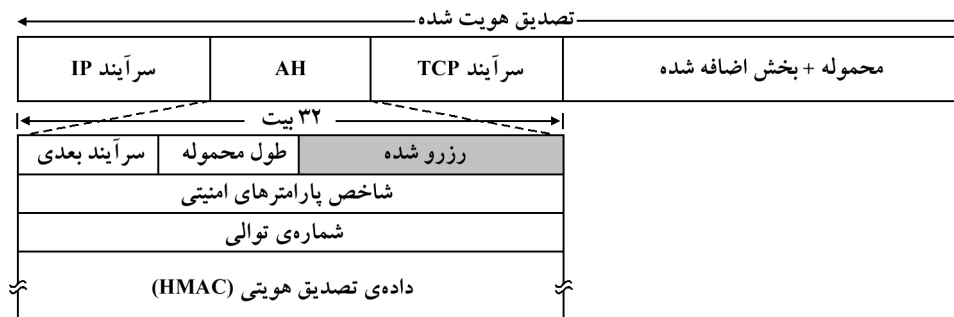 تصدیق هویت شده
سرآیند IP
AH
سرآیند TCP
محموله + بخش اضافه شده
۳۲ بیت
سرآیند بعدی
طول محموله
رزرو شده
شاخص پارامترهای امنیتی
شماره‌ی توالی
داده‌ی تصدیق هویتی (HMAC)